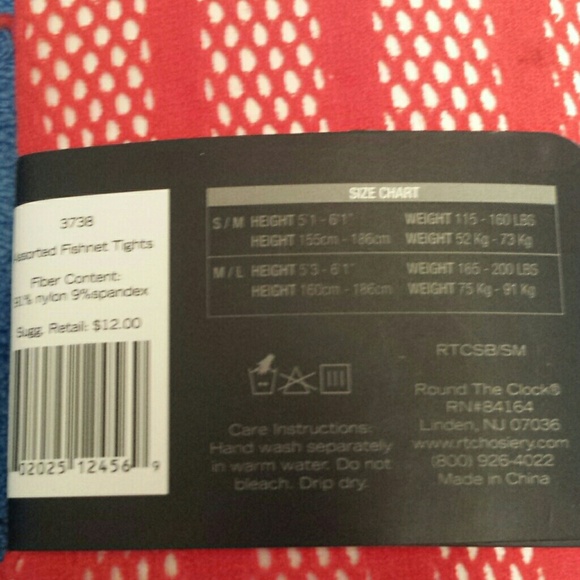 3738
Assorted Fishnet Tights
Fiber Content:
91% nylon 9%spandex
Sugg. Retail: $12.00
02025 12456 9
SIZE CHART
S / M HEIGHT 5'1 - 6'1" WEIGHT 115 - 160 LBS
HEIGHT 155cm - 186cm WEIGHT 52 Kg - 73 Kg
M / L HEIGHT 5'3 - 6'1" WEIGHT 165 - 200 LBS
HEIGHT 160cm - 186cm WEIGHT 75 Kg - 91 Kg
RTCSB/SM
Care Instructions:
Hand wash separately
in warm water. Do not
bleach. Drip dry.
Round The Clock®
RN#84164
Linden, NJ 07036
www.rtchosiery.com
(800) 926-4022
Made in China